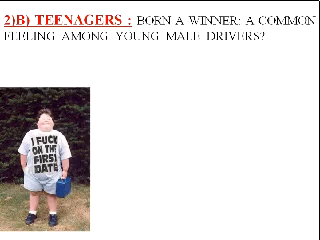 2)B) TEENAGERS : BORN A WINNER: A COMMON
FEELING AMONG YOUNG MALE DRIVERS?
I FUCK
ON THE
FIRST
DATE